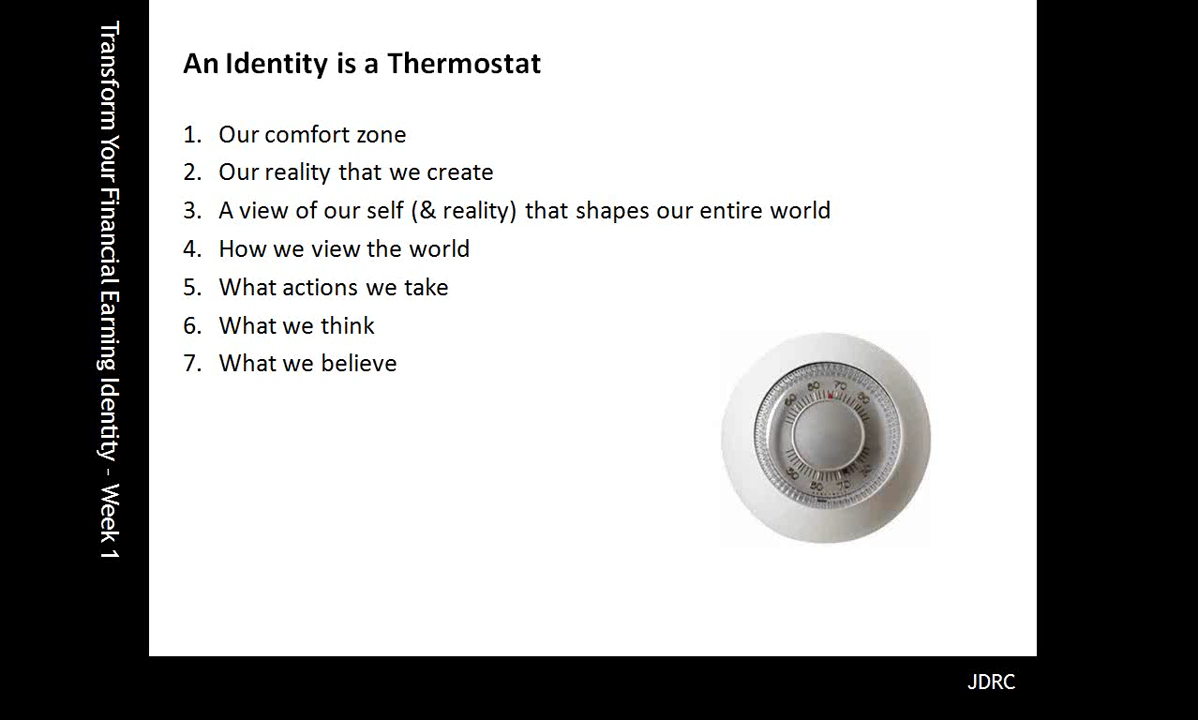 Transform Your Financial Earning Identity - Week 1
An Identity is a Thermostat
1. Our comfort zone
2. Our reality that we create
3. A view of our self (& reality) that shapes our entire world
4. How we view the world
5. What actions we take
6. What we think
7. What we believe
70
70
JDRC